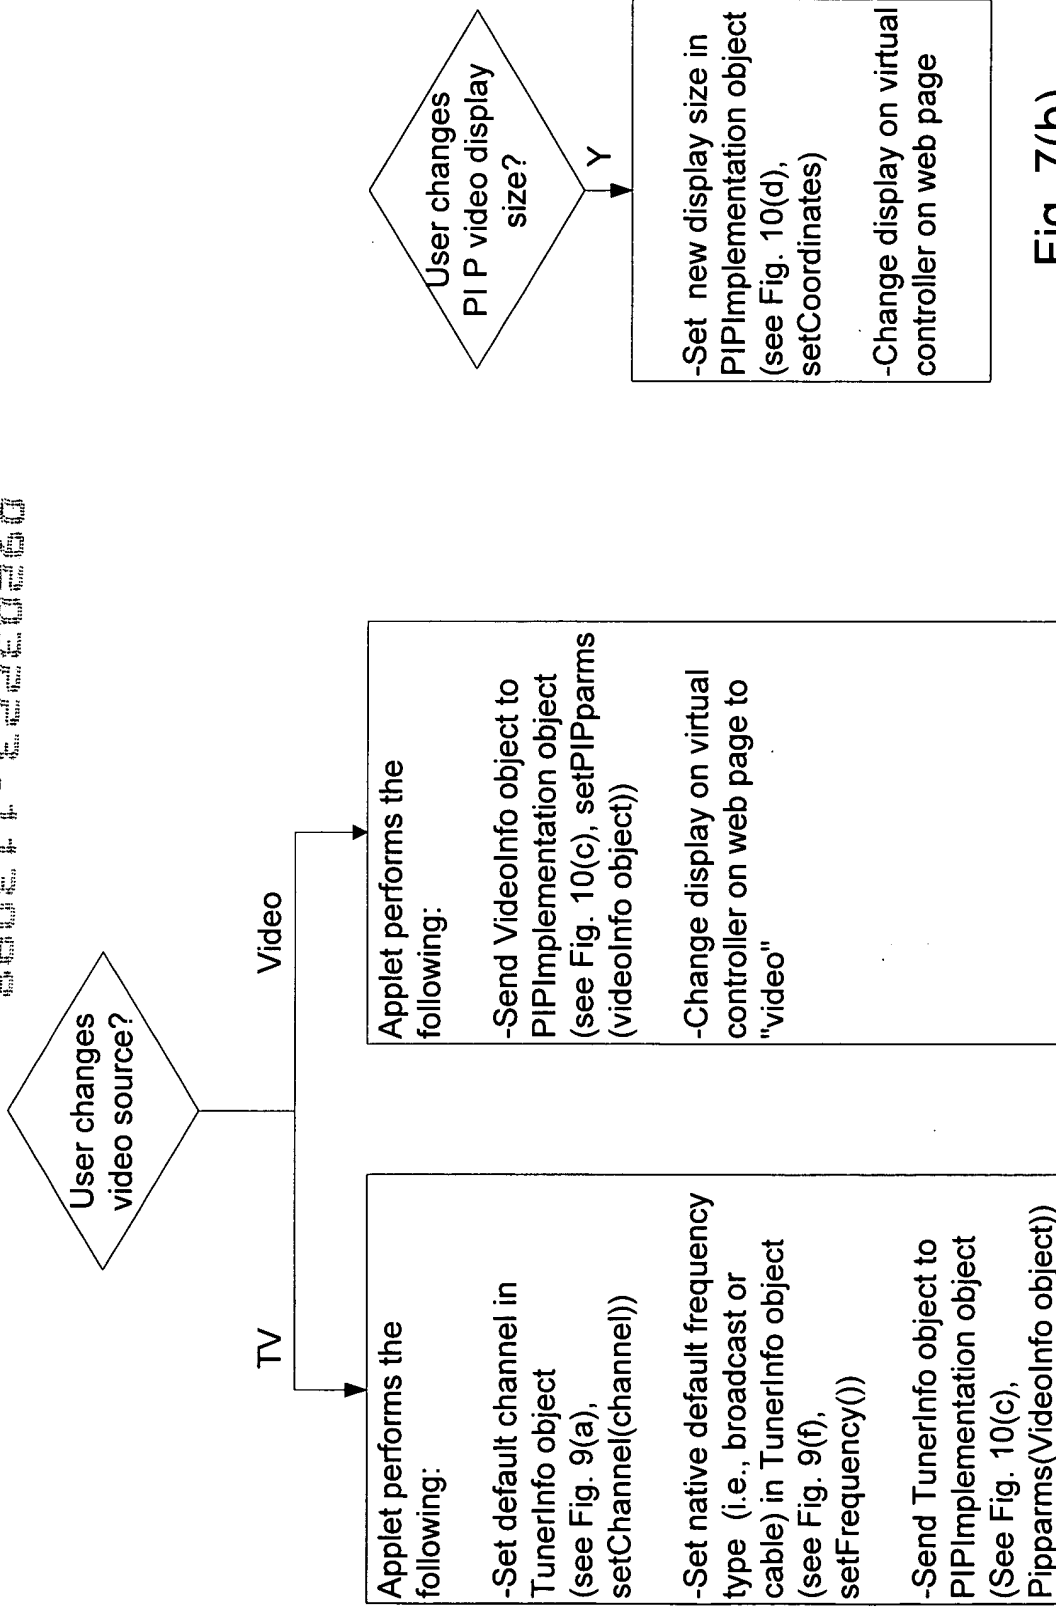 User changes
video source?
TV
Video
Applet performs the
following:
-Set default channel in
TunerInfo object
(see Fig. 9(a),
setChannel(channel))
-Set native default frequency
type (i.e., broadcast or
cable) in TunerInfo object
(see Fig. 9(f),
setFrequency())
-Send TunerInfo object to
PIPImplementation object
(See Fig. 10(c),
Pipparms(VideoInfo object))
Applet performs the
following:
-Send VideoInfo object to
PIPImplementation object
(see Fig. 10(c), setPIPparms
(videoInfo object))
-Change display on virtual
controller on web page to
"video"
User changes
PI P video display
size?
Y
-Set new display size in
PIPImplementation object
(see Fig. 10(d),
setCoordinates)
-Change display on virtual
controller on web page
Fig. 7(b)